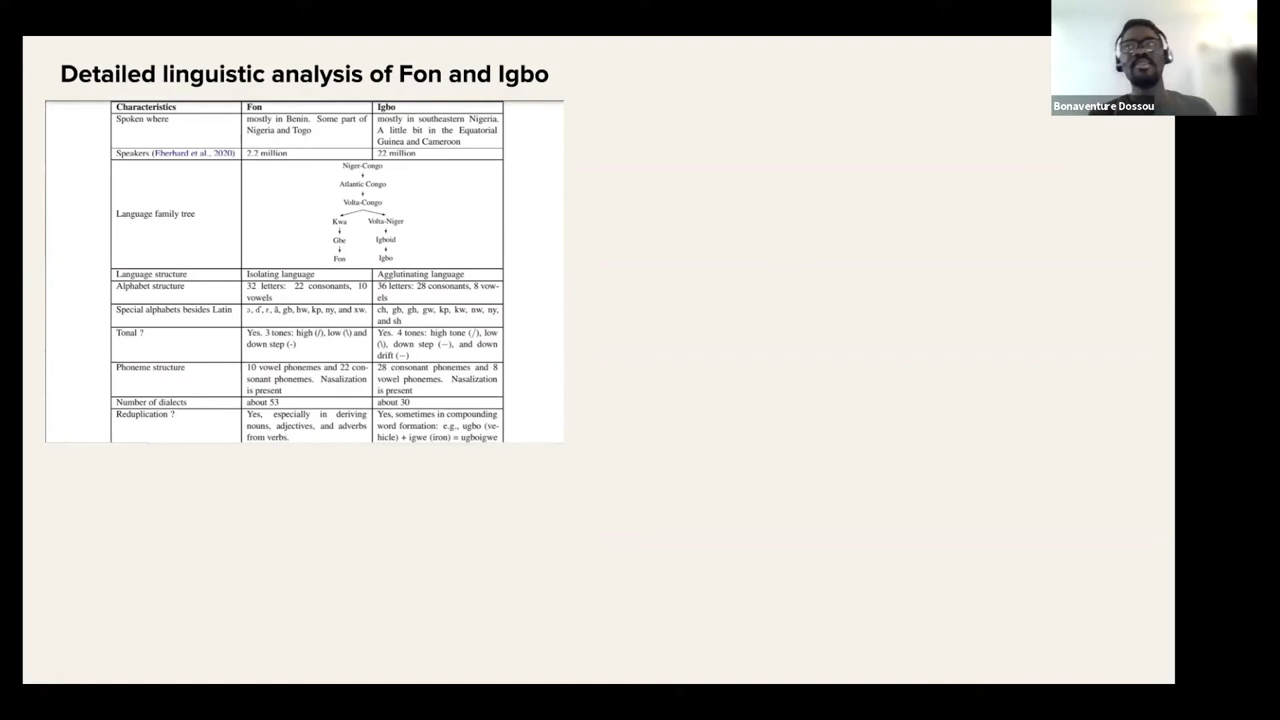 Detailed linguistic analysis of Fon and Igbo
Bonaventure Dossou
Characteristics Fon Igbo
Spoken where mostly in Benin. Some part of mostly in southeastern Nigeria.
Nigeria and Togo A little bit in the Equatorial
Guinea and Cameroon
Speakers (Eberhard et al., 2020) 2.2 million 22 million
Niger-Congo
Atlantic Congo
Volta-Congo
Language family tree
Kwa Volta-Niger
Gbe Igboid
Fon Igbo
Language structure Isolating language Agglutinating language
Alphabet structure 32 letters: 22 consonants, 10 36 letters: 28 consonants, 8 vow-
vowels els
Special alphabets besides Latin ɔ, ɖ, ɛ, ă, gb, hw, kp, ny, and xw. ch, gb, gh, gw, kp, kw, nw, ny,
and sh
Tonal ? Yes. 3 tones: high (/), low (\) and Yes. 4 tones: high tone (/), low
down step (-) (\), down step (—), and down
drift (—)
Phoneme structure 10 vowel phonemes and 22 con- 28 consonant phonemes and 8
sonant phonemes. Nasalization vowel phonemes. Nasalization
is present is present
Number of dialects about 53 about 30
Reduplication ? Yes, especially in deriving Yes, sometimes in compounding
nouns, adjectives, and adverbs word formation: e.g., ugbo (ve-
from verbs. hicle) + igwe (iron) = ugboigwe